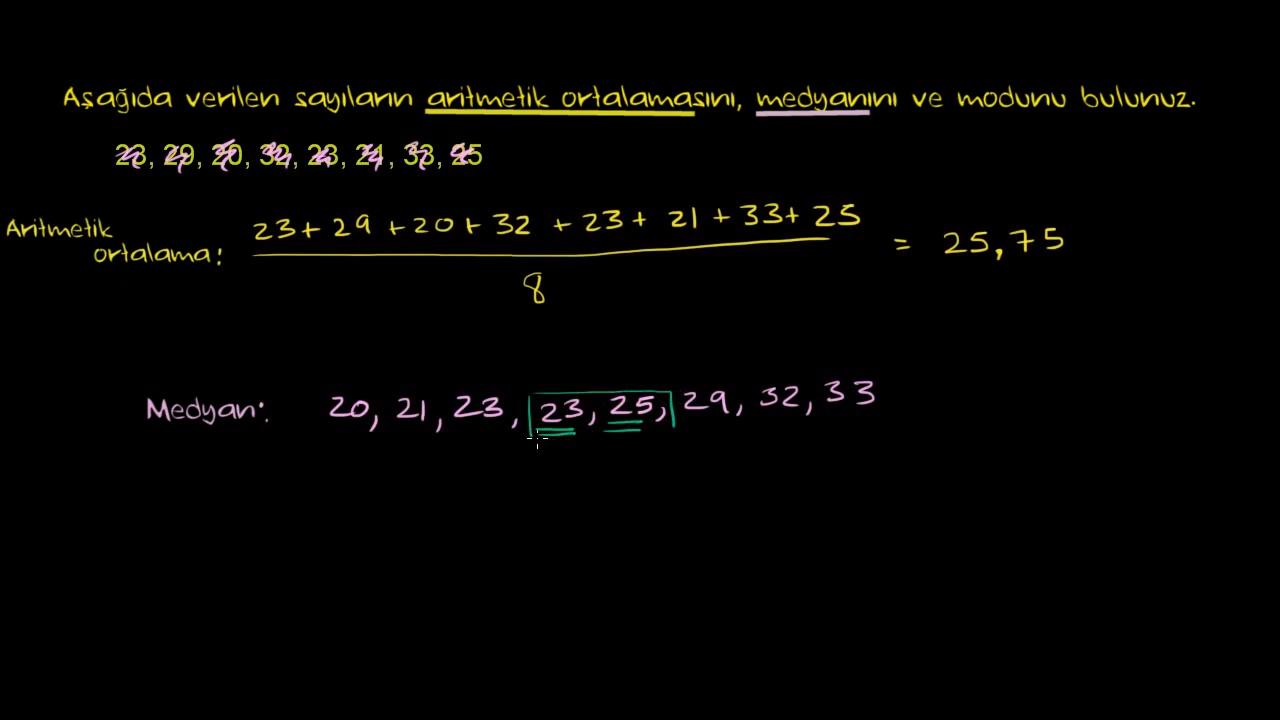 Aşağıda verilen sayıların aritmetik ortalamasını, medyanını ve modunu bulunuz.
23, 29, 20, 32, 23, 21, 33, 25
Aritmetik
ortalama:
23 + 29 + 20 + 32 + 23 + 21 + 33 + 25
= 25,75
8
Medyan: 20, 21, 23, 23, 25, 29, 32, 33